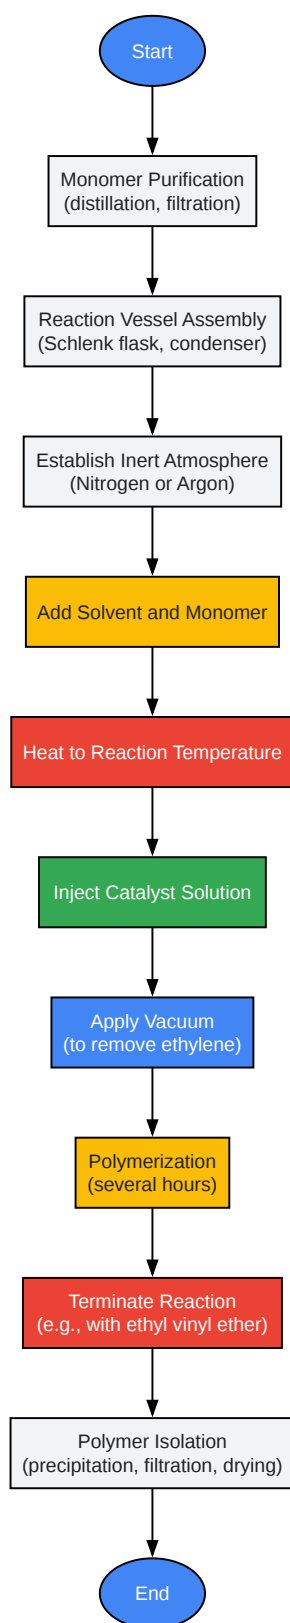 Start
Monomer Purification
(distillation, filtration)
Reaction Vessel Assembly
(Schlenk flask, condenser)
Establish Inert Atmosphere
(Nitrogen or Argon)
Add Solvent and Monomer
Heat to Reaction Temperature
Inject Catalyst Solution
Apply Vacuum
(to remove ethylene)
Polymerization
(several hours)
Terminate Reaction
(e.g., with ethyl vinyl ether)
Polymer Isolation
(precipitation, filtration, drying)
End